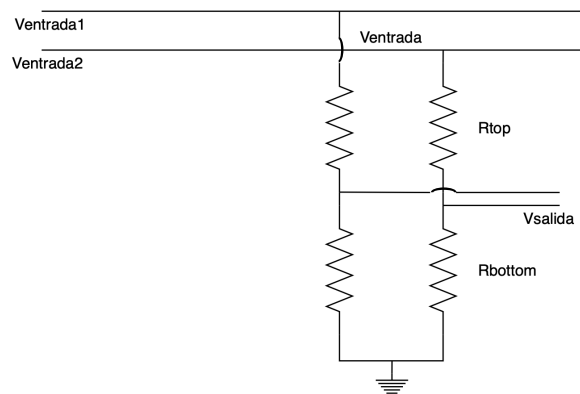 Ventrada1
Ventrada
Ventrada2
Rtop
Vsalida
Rbottom